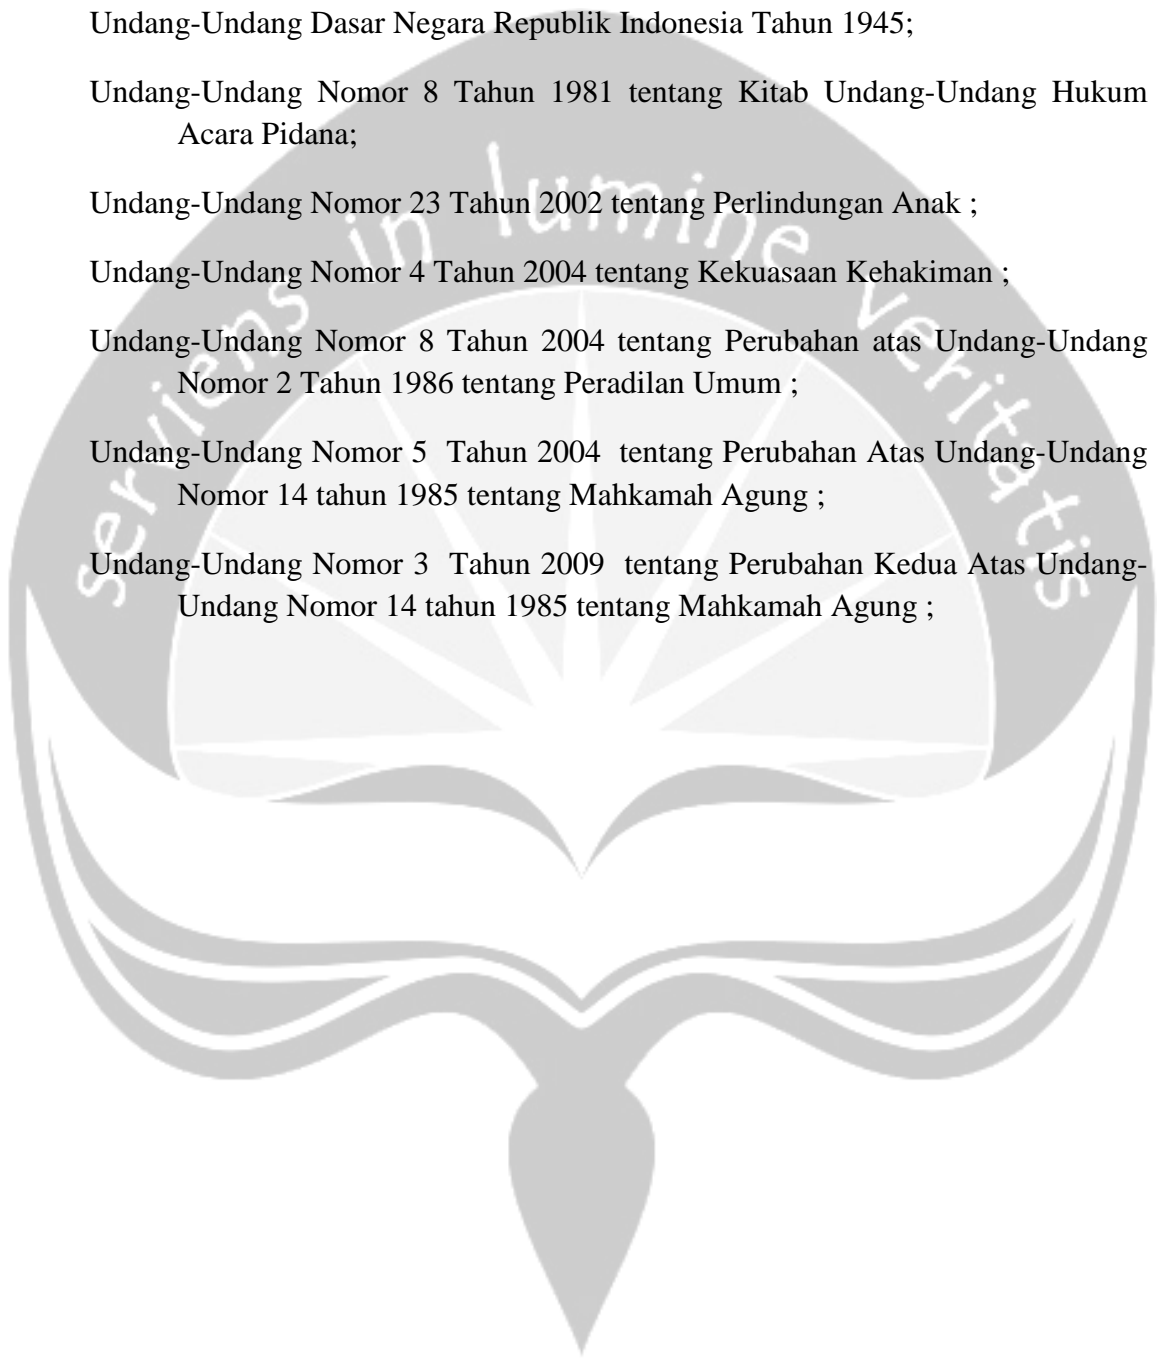 Undang-Undang Dasar Negara Republik Indonesia Tahun 1945;
Undang-Undang Nomor 8 Tahun 1981 tentang Kitab Undang-Undang Hukum
Acara Pidana;
Undang-Undang Nomor 23 Tahun 2002 tentang Perlindungan Anak ;
Undang-Undang Nomor 4 Tahun 2004 tentang Kekuasaan Kehakiman ;
Undang-Undang Nomor 8 Tahun 2004 tentang Perubahan atas Undang-Undang
Nomor 2 Tahun 1986 tentang Peradilan Umum ;
Undang-Undang Nomor 5 Tahun 2004 tentang Perubahan Atas Undang-Undang
Nomor 14 tahun 1985 tentang Mahkamah Agung ;
Undang-Undang Nomor 3 Tahun 2009 tentang Perubahan Kedua Atas Undang-
Undang Nomor 14 tahun 1985 tentang Mahkamah Agung ;
serviens in lumine veritatis